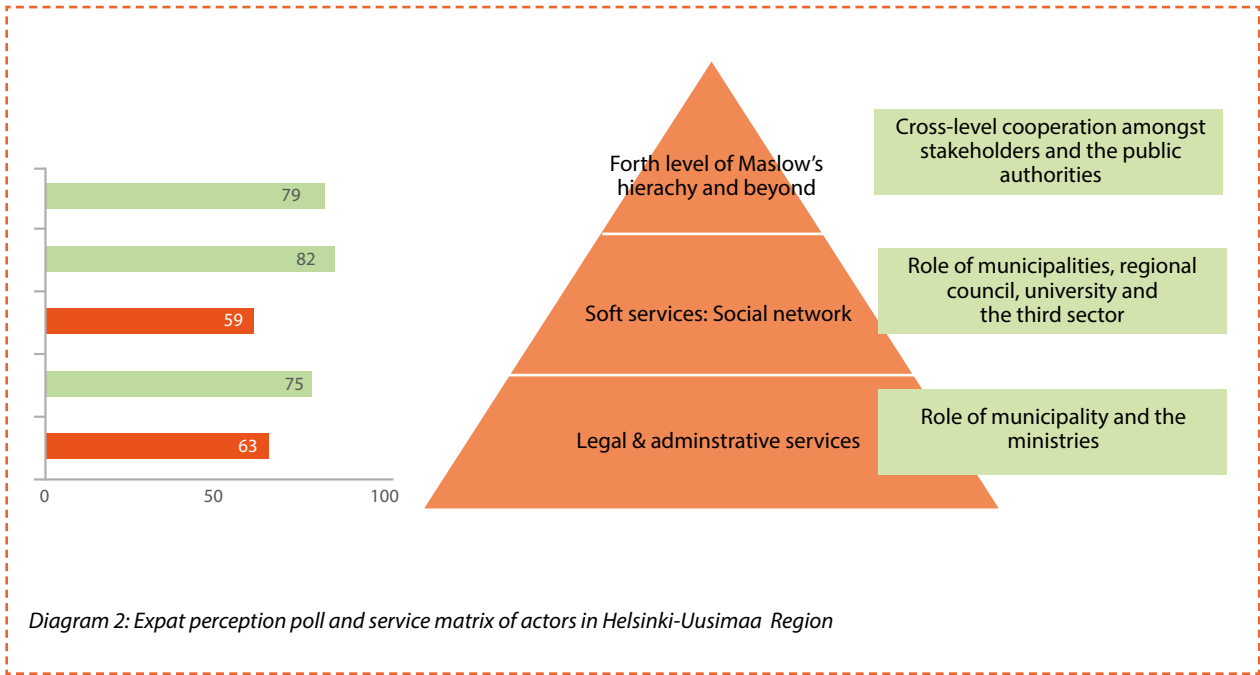 79
82
59
75
63
0
50
100
Forth level of Maslow's
hierachy and beyond
Soft services: Social network
Legal & adminstrative services
Cross-level cooperation amongst
stakeholders and the public
authorities
Role of municipalities, regional
council, university and
the third sector
Role of municipality and the
ministries
Diagram 2: Expat perception poll and service matrix of actors in Helsinki-Uusimaa Region